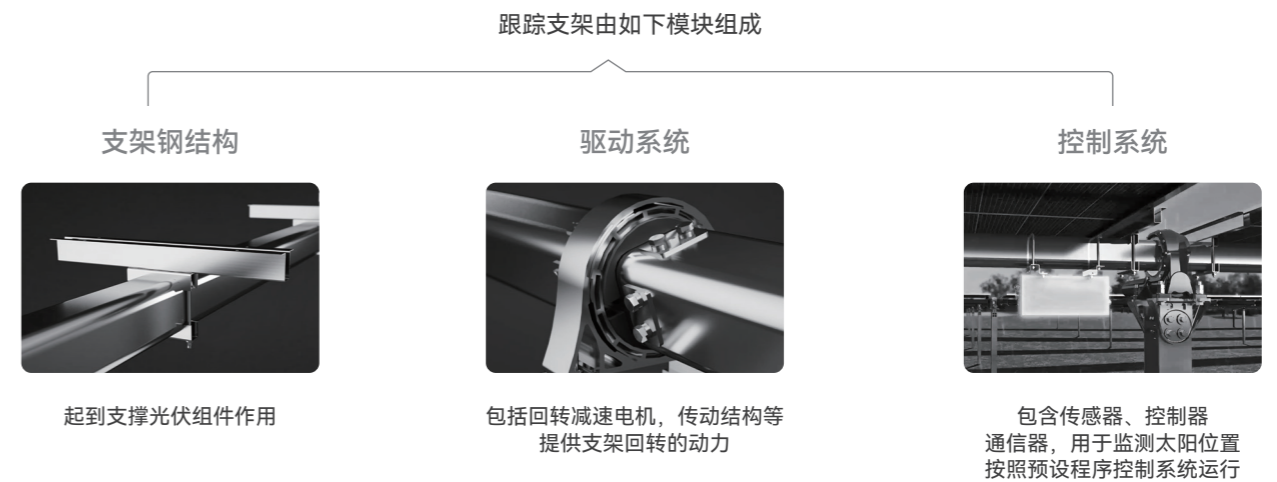 跟踪支架由如下模块组成
支架钢结构
驱动系统
控制系统
起到支撑光伏组件作用
包括回转减速电机，传动结构等
提供支架回转的动力
包含传感器、控制器
通信器，用于监测太阳位置
按照预设程序控制系统运行